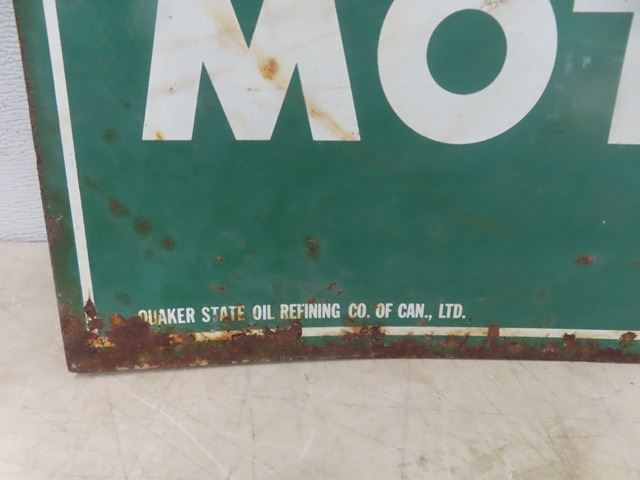 MOT
QUAKER STATE OIL REFINING CO. OF CAN., LTD.